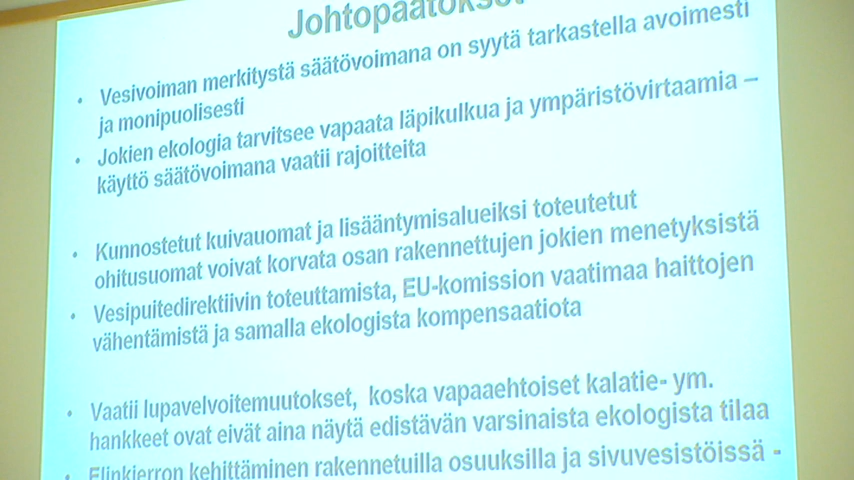 Johtopäätökset
• Vesivoiman merkitystä säätövoimana on syytä tarkastella avoimesti
ja monipuolisesti
• Jokien ekologia tarvitsee vapaata läpikulkua ja ympäristövirtaamia –
käyttö säätövoimana vaatii rajoitteita
• Kunnostetut kuivauomat ja lisääntymisalueiksi toteutetut
ohitusuomat voivat korvata osan rakennettujen jokien menetyksistä
• Vesipuitedirektiivin toteuttamista, EU-komission vaatimaa haittojen
vähentämistä ja samalla ekologista kompensaatiota
• Vaatii lupavelvoitemuutokset, koska vapaaehtoiset kalatie- ym.
hankkeet ovat eivät aina näytä edistävän varsinaista ekologista tilaa
• Elinkierron kehittäminen rakennetuilla osuuksilla ja sivuvesistöissä -